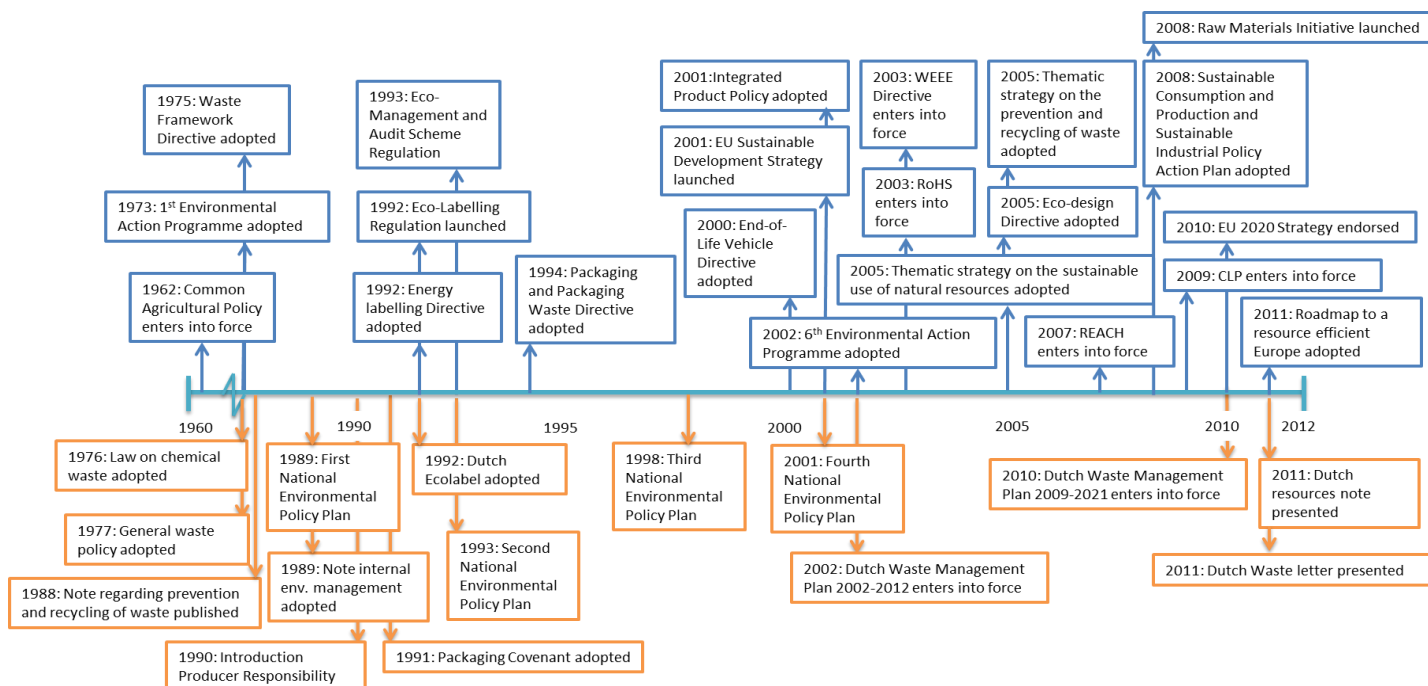 2008: Raw Materials Initiative launched
1975: Waste
Framework
Directive adopted
1993: Eco-
Management and
Audit Scheme
Regulation
2001:Integrated
Product Policy adopted
2003: WEEE
Directive
enters into
force
2005: Thematic
strategy on the
prevention and
recycling of waste
adopted
2008: Sustainable
Consumption and
Production and
Sustainable
Industrial Policy
Action Plan adopted
2001: EU Sustainable
Development Strategy
launched
1973: 1st Environmental
Action Programme adopted
1992: Eco-Labelling
Regulation launched
2003: RoHS
enters into
force
2005: Eco-design
Directive adopted
2000: End-of-
Life Vehicle
Directive
adopted
2010: EU 2020 Strategy endorsed
1962: Common
Agricultural Policy
enters into force
1992: Energy
labelling Directive
adopted
1994: Packaging
and Packaging
Waste Directive
adopted
2005: Thematic strategy on the sustainable
use of natural resources adopted
2009: CLP enters into force
2002: 6th Environmental Action
Programme adopted
2007: REACH
enters into force
2011: Roadmap to a
resource efficient
Europe adopted
1960
1990
1995
2000
2005
2010
2012
1976: Law on chemical
waste adopted
1989: First
National
Environmental
Policy Plan
1992: Dutch
Ecolabel adopted
1998: Third
National
Environmental
Policy Plan
2001: Fourth
National
Environmental
Policy Plan
2010: Dutch Waste Management
Plan 2009-2021 enters into force
2011: Dutch
resources note
presented
1977: General waste
policy adopted
1993: Second
National
Environmental
Policy Plan
1989: Note internal
env. management
adopted
2002: Dutch Waste Management
Plan 2002-2012 enters into force
2011: Dutch Waste letter presented
1988: Note regarding prevention
and recycling of waste published
1990: Introduction
Producer Responsibility
1991: Packaging Covenant adopted